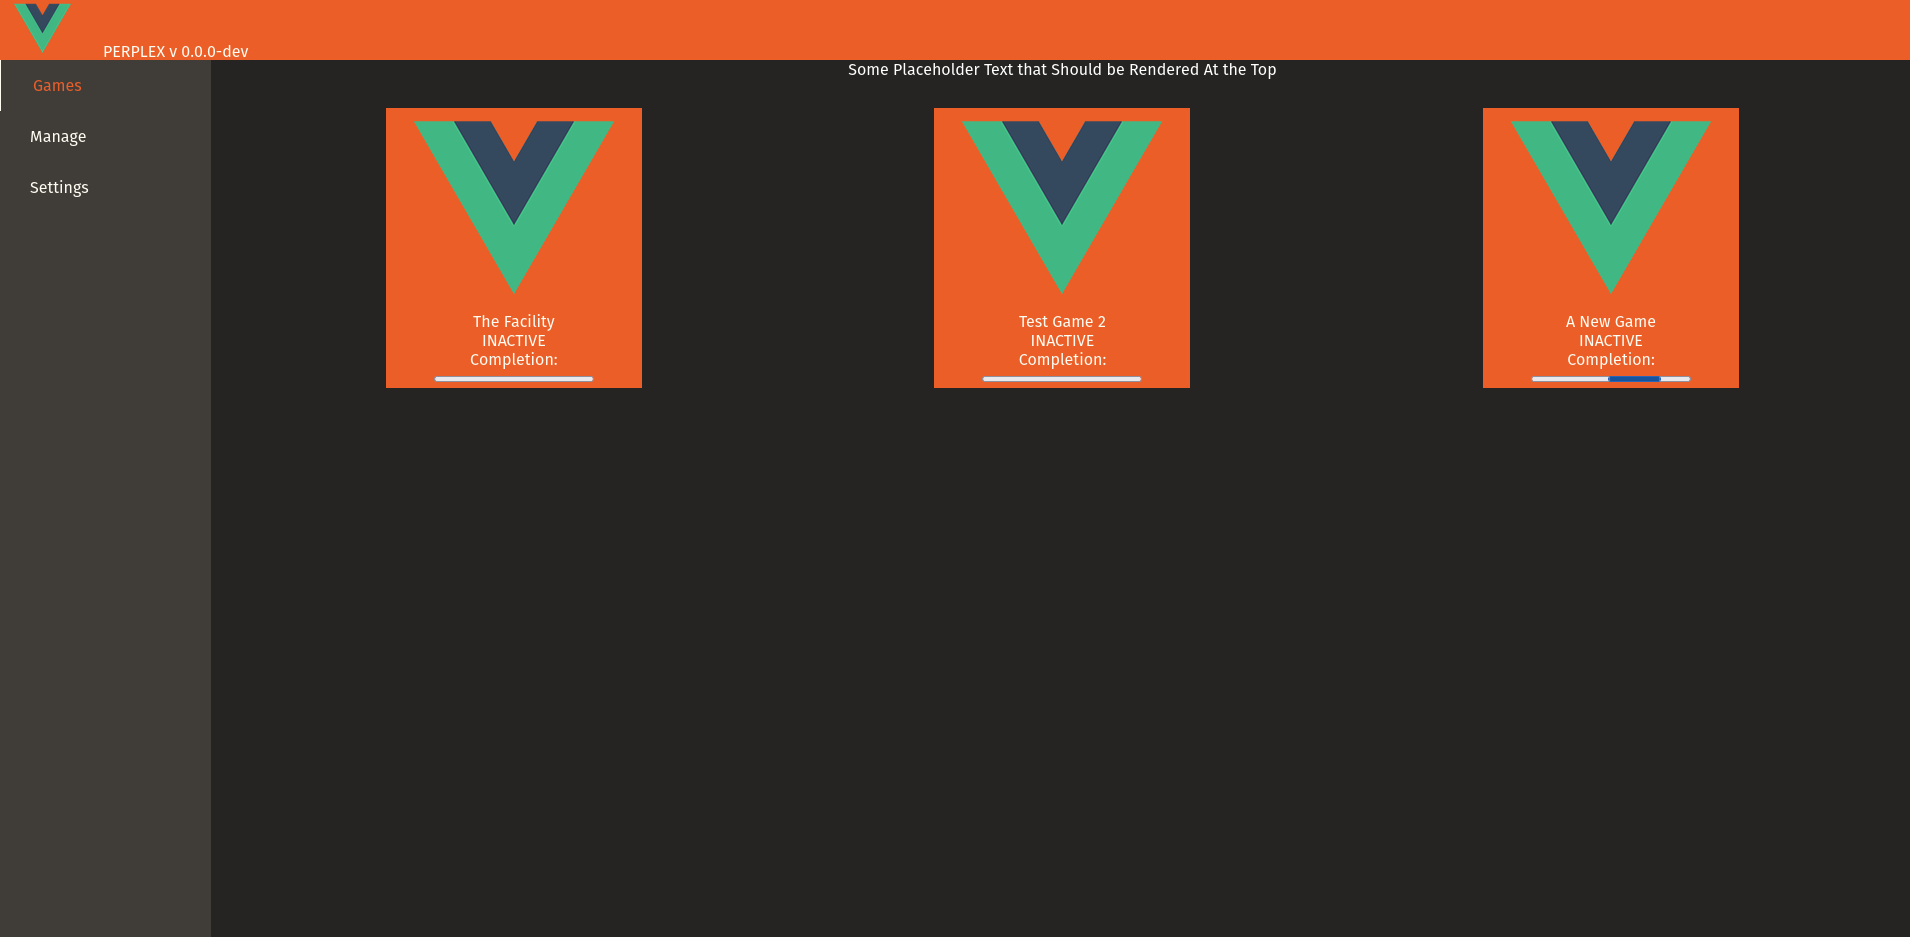 PERPLEX v 0.0.0-dev
Games
Manage
Settings
Some Placeholder Text that Should be Rendered At the Top
The Facility
INACTIVE
Completion:
Test Game 2
INACTIVE
Completion:
A New Game
INACTIVE
Completion: